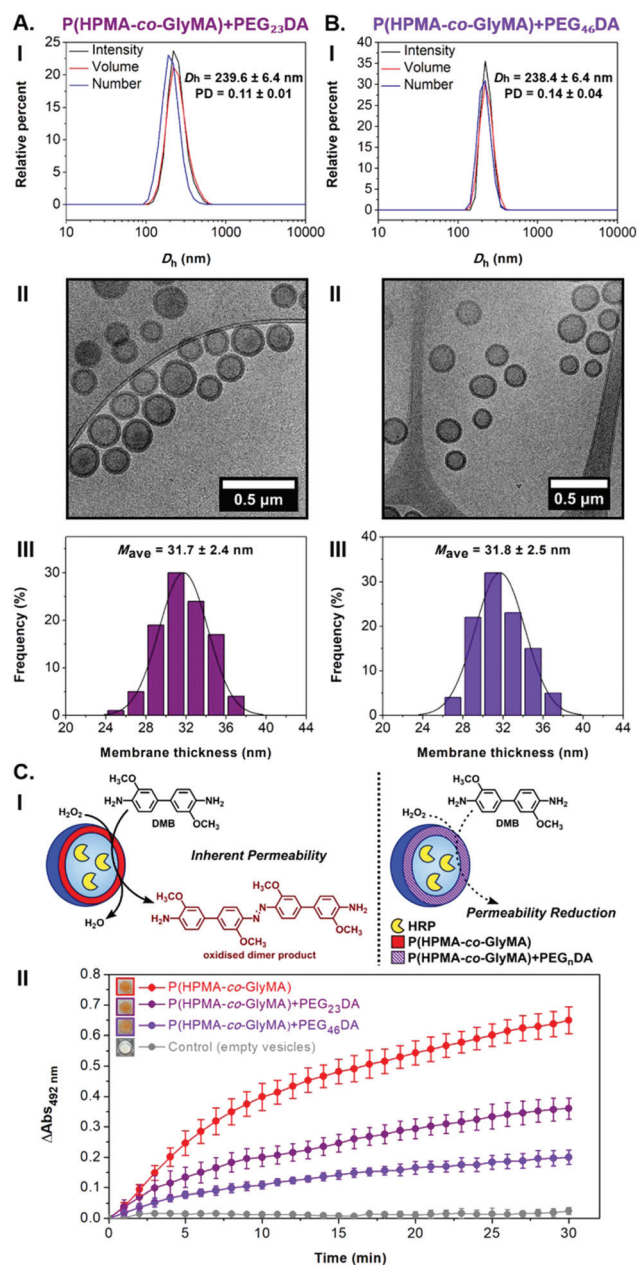 A. P(HPMA-co-GlyMA)+PEG23DA
I
Intensity
Volume
Number
Dh = 239.6 ± 6.4 nm
PD = 0.11 ± 0.01
Relative percent
25
20
15
10
5
0
10 100 1000 10000
Dh (nm)
B. P(HPMA-co-GlyMA)+PEG46DA
I
Intensity
Volume
Number
Dh = 238.4 ± 6.4 nm
PD = 0.14 ± 0.04
Relative percent
40
35
30
25
20
15
10
5
0
10 100 1000 10000
Dh (nm)
II
0.5 µm
II
0.5 µm
III
Mave = 31.7 ± 2.4 nm
Frequency (%)
30
20
10
0
20 24 28 32 36 40 44
Membrane thickness (nm)
III
Mave = 31.8 ± 2.5 nm
Frequency (%)
40
30
20
10
0
20 24 28 32 36 40 44
Membrane thickness (nm)
C.
I
H2O2
H3CO
H2N
NH2
OCH3
DMB
Inherent Permeability
H2O
H3CO
H2N
OCH3
N
N
H3CO
NH2
OCH3
oxidised dimer product
H2O2
H3CO
H2N
NH2
OCH3
DMB
Permeability Reduction
HRP
P(HPMA-co-GlyMA)
P(HPMA-co-GlyMA)+PEGnDA
II
P(HPMA-co-GlyMA)
P(HPMA-co-GlyMA)+PEG23DA
P(HPMA-co-GlyMA)+PEG46DA
Control (empty vesicles)
ΔAbs492 nm
0.8
0.7
0.6
0.5
0.4
0.3
0.2
0.1
0.0
0 5 10 15 20 25 30
Time (min)